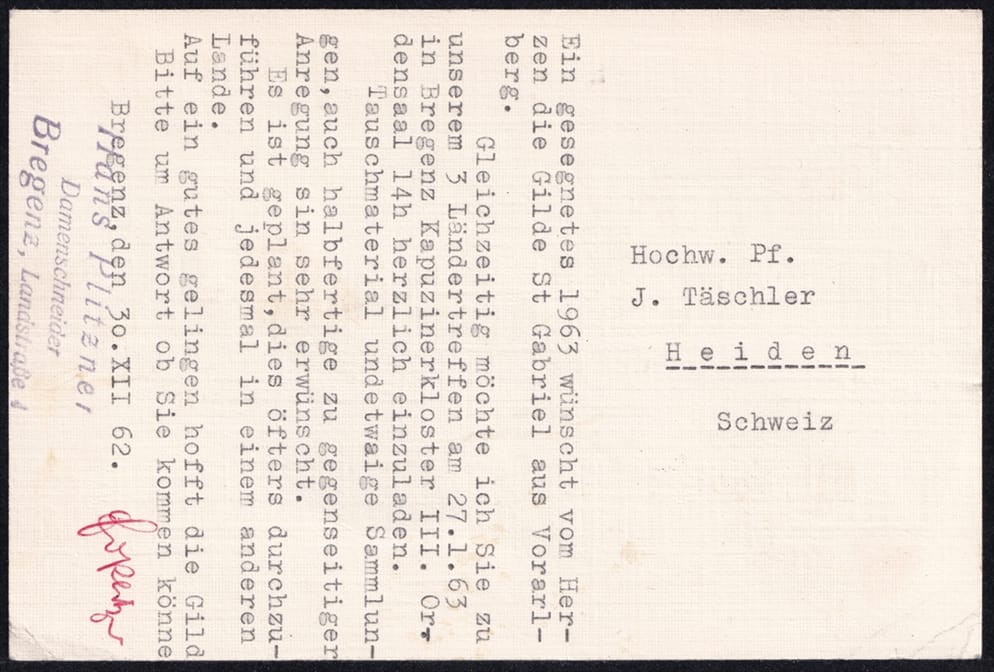 Hochw. Pf.
J. Täschler
Heiden
Schweiz
Ein gesegnetes 1963 wünscht vom Her-
zen die Gilde St Gabriel aus Vorarl-
berg.
Gleichzeitig möchte ich Sie zu
unserem 3 Ländertreffen am 27.1.63
in Bregenz Kapuzinerkloster III. Or-
densaal 14h herzlich einzuladen.
Tauschmaterial undetwaige Sammlun-
gen,auch halbfertige zu gegenseitiger
Anregung sin sehr erwünscht.
Es ist geplant,dies öfters durchzu-
führen und jedesmal in einem anderen
Lande.
Auf ein gutes gelingen hofft die Gild
Bitte um Antwort ob Sie kommen könne
Bregenz,den 3o.XII 62.
Hans Plitzner
Damenschneider
Bregenz, Landstraße